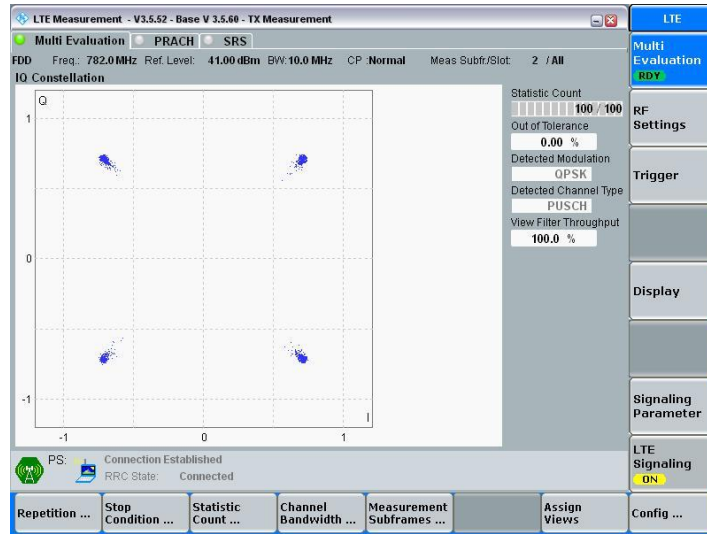 LTE Measurement - V3.5.52 - Base V 3.5.60 - TX Measurement
LTE
Multi Evaluation PRACH SRS
Multi Evaluation
RDY
FDD Freq.: 782.0 MHz Ref. Level: 41.00 dBm BW: 10.0 MHz CP :Normal Meas Subfr./Slot: 2 / All
IQ Constellation
Q
1
0
-1
-1 0 1
I
Statistic Count
100 / 100
Out of Tolerance
0.00 %
Detected Modulation
QPSK
Detected Channel Type
PUSCH
View Filter Throughput
100.0 %
RF
Settings
Trigger
Display
Signaling
Parameter
LTE
Signaling
ON
PS: Connection Established
RRC State: Connected
Repetition ...
Stop
Condition ...
Statistic
Count ...
Channel
Bandwidth ...
Measurement
Subframes ...
Assign
Views
Config ...